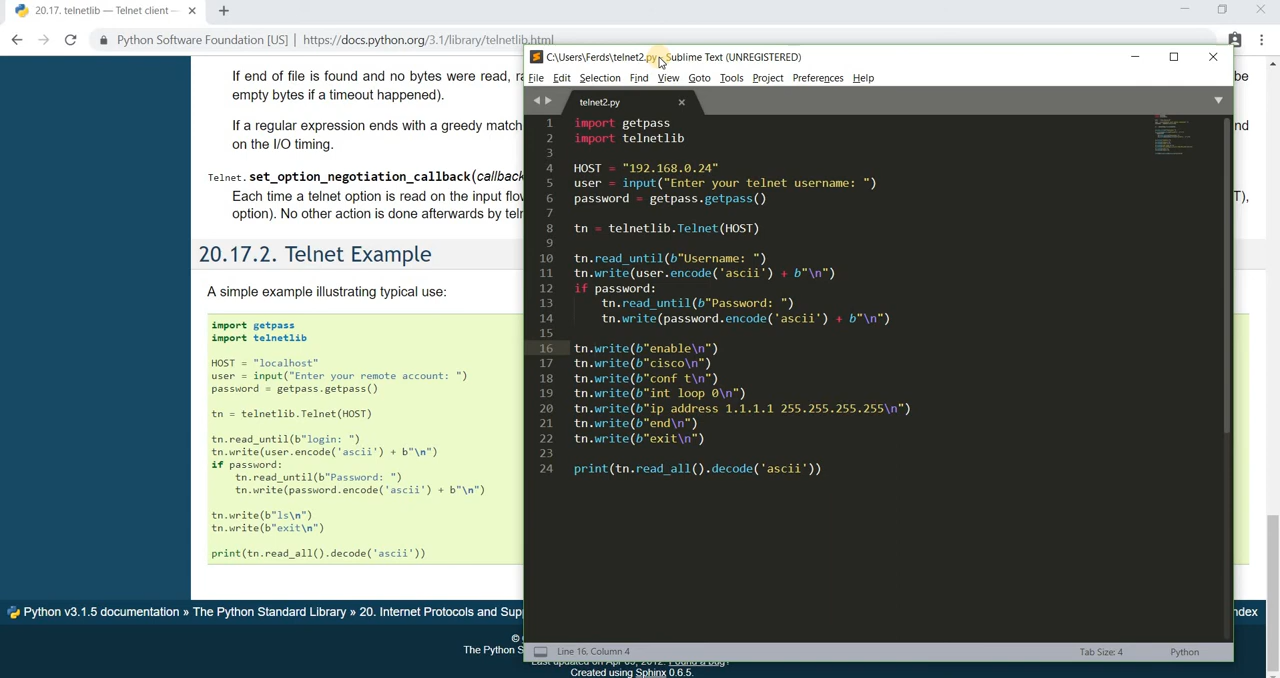 20.17. telnetlib — Telnet client —
Python Software Foundation [US] | https://docs.python.org/3.1/library/telnetlib.html
If end of file is found and no bytes were read,
empty bytes if a timeout happened).
If a regular expression ends with a greedy match
on the I/O timing.
Telnet.set_option_negotiation_callback(callback
Each time a telnet option is read on the input
option). No other action is done afterwards by
20.17.2. Telnet Example
A simple example illustrating typical use:
import getpass
import telnetlib
HOST = "localhost"
user = input("Enter your remote account: ")
password = getpass.getpass()
tn = telnetlib.Telnet(HOST)
tn.read_until(b"login: ")
tn.write(user.encode('ascii') + b"\n")
if password:
tn.read_until(b"Password: ")
tn.write(password.encode('ascii') + b"\n")
tn.write(b"ls\n")
tn.write(b"exit\n")
print(tn.read_all().decode('ascii'))
Python v3.1.5 documentation » The Python Standard Library » 20. Internet Protocols and
©
The Python
Created using Sphinx 0.6.5.
be
nd
T),
C:\Users\Ferds\telnet2.py - Sublime Text (UNREGISTERED)
File Edit Selection Find View Goto Tools Project Preferences Help
telnet2.py
1 import getpass
2 import telnetlib
3
4 HOST = "192.168.0.24"
5 user = input("Enter your telnet username: ")
6 password = getpass.getpass()
7
8 tn = telnetlib.Telnet(HOST)
9
10 tn.read_until(b"Username: ")
11 tn.write(user.encode('ascii') + b"\n")
12 if password:
13 tn.read_until(b"Password: ")
14 tn.write(password.encode('ascii') + b"\n")
15
16 tn.write(b"enable\n")
17 tn.write(b"cisco\n")
18 tn.write(b"conf t\n")
19 tn.write(b"int loop 0\n")
20 tn.write(b"ip address 1.1.1.1 255.255.255.255\n")
21 tn.write(b"end\n")
22 tn.write(b"exit\n")
23
24 print(tn.read_all().decode('ascii'))
Line 16, Column 4
Tab Size: 4
Python